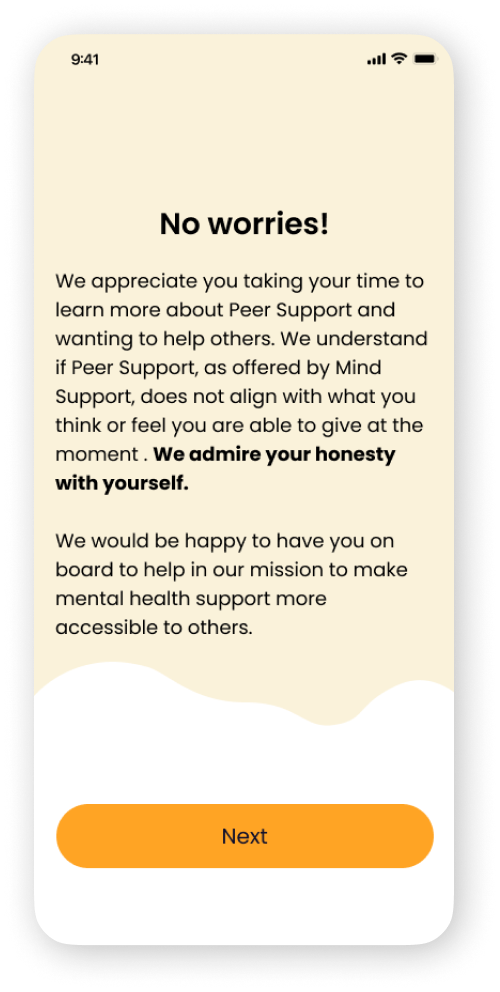 9:41
No worries!
We appreciate you taking your time to
learn more about Peer Support and
wanting to help others. We understand
if Peer Support, as offered by Mind
Support, does not align with what you
think or feel you are able to give at the
moment . We admire your honesty
with yourself.
We would be happy to have you on
board to help in our mission to make
mental health support more
accessible to others.
Next